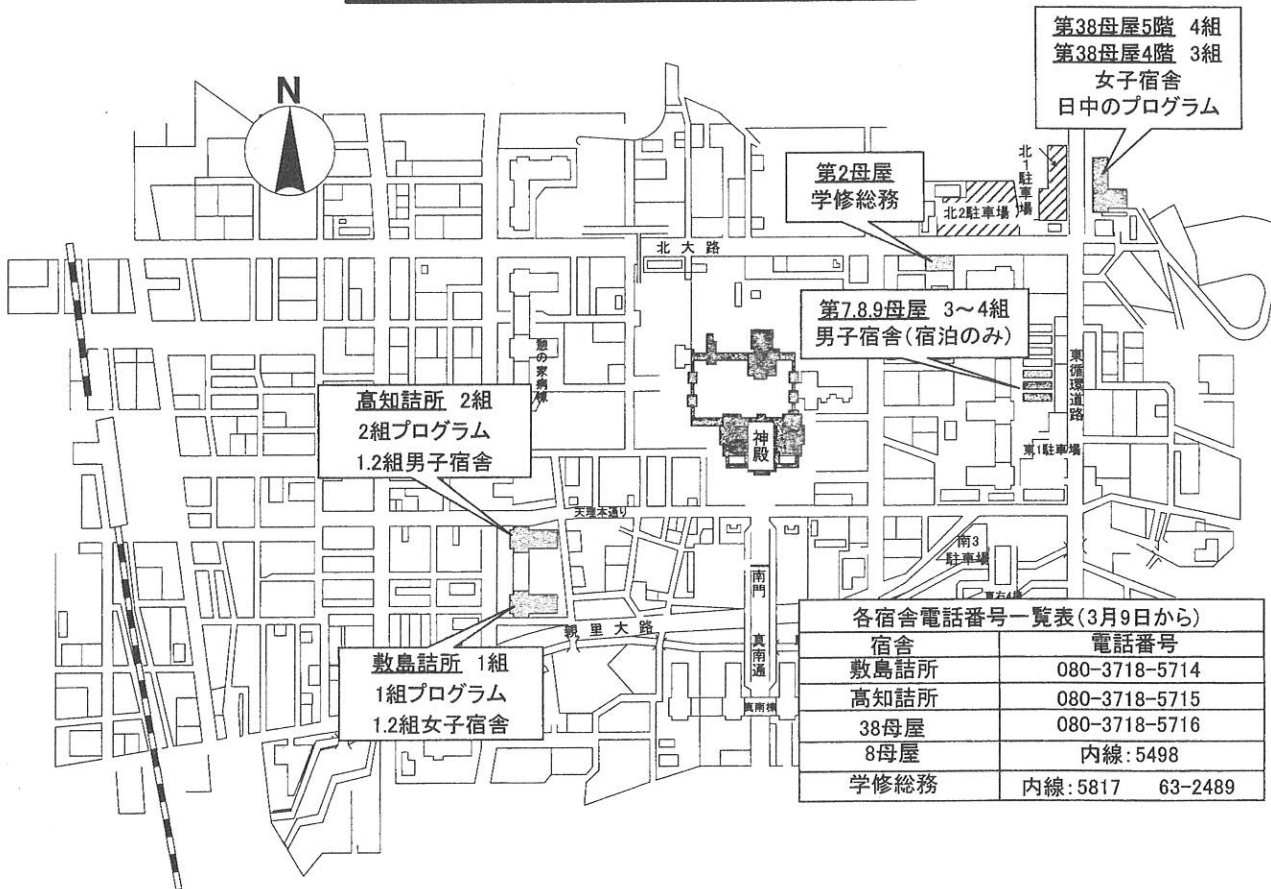 N
第38母屋5階 4組
第38母屋4階 3組
女子宿舎
日中のプログラム
第2母屋
学修総務
北1駐車場
北2駐車場
北大路
第7.8.9母屋 3～4組
男子宿舎(宿泊のみ)
東循環道路
憩の家病棟
高知詰所 2組
2組プログラム
1.2組男子宿舎
神殿
東1駐車場
天理本通り
南3
駐車場
南門
親里大路
真南通
真南棟
敷島詰所 1組
1組プログラム
1.2組女子宿舎
各宿舎電話番号一覧表(3月9日から)
宿舎 電話番号
敷島詰所 080-3718-5714
高知詰所 080-3718-5715
38母屋 080-3718-5716
8母屋 内線:5498
学修総務 内線:5817 63-2489